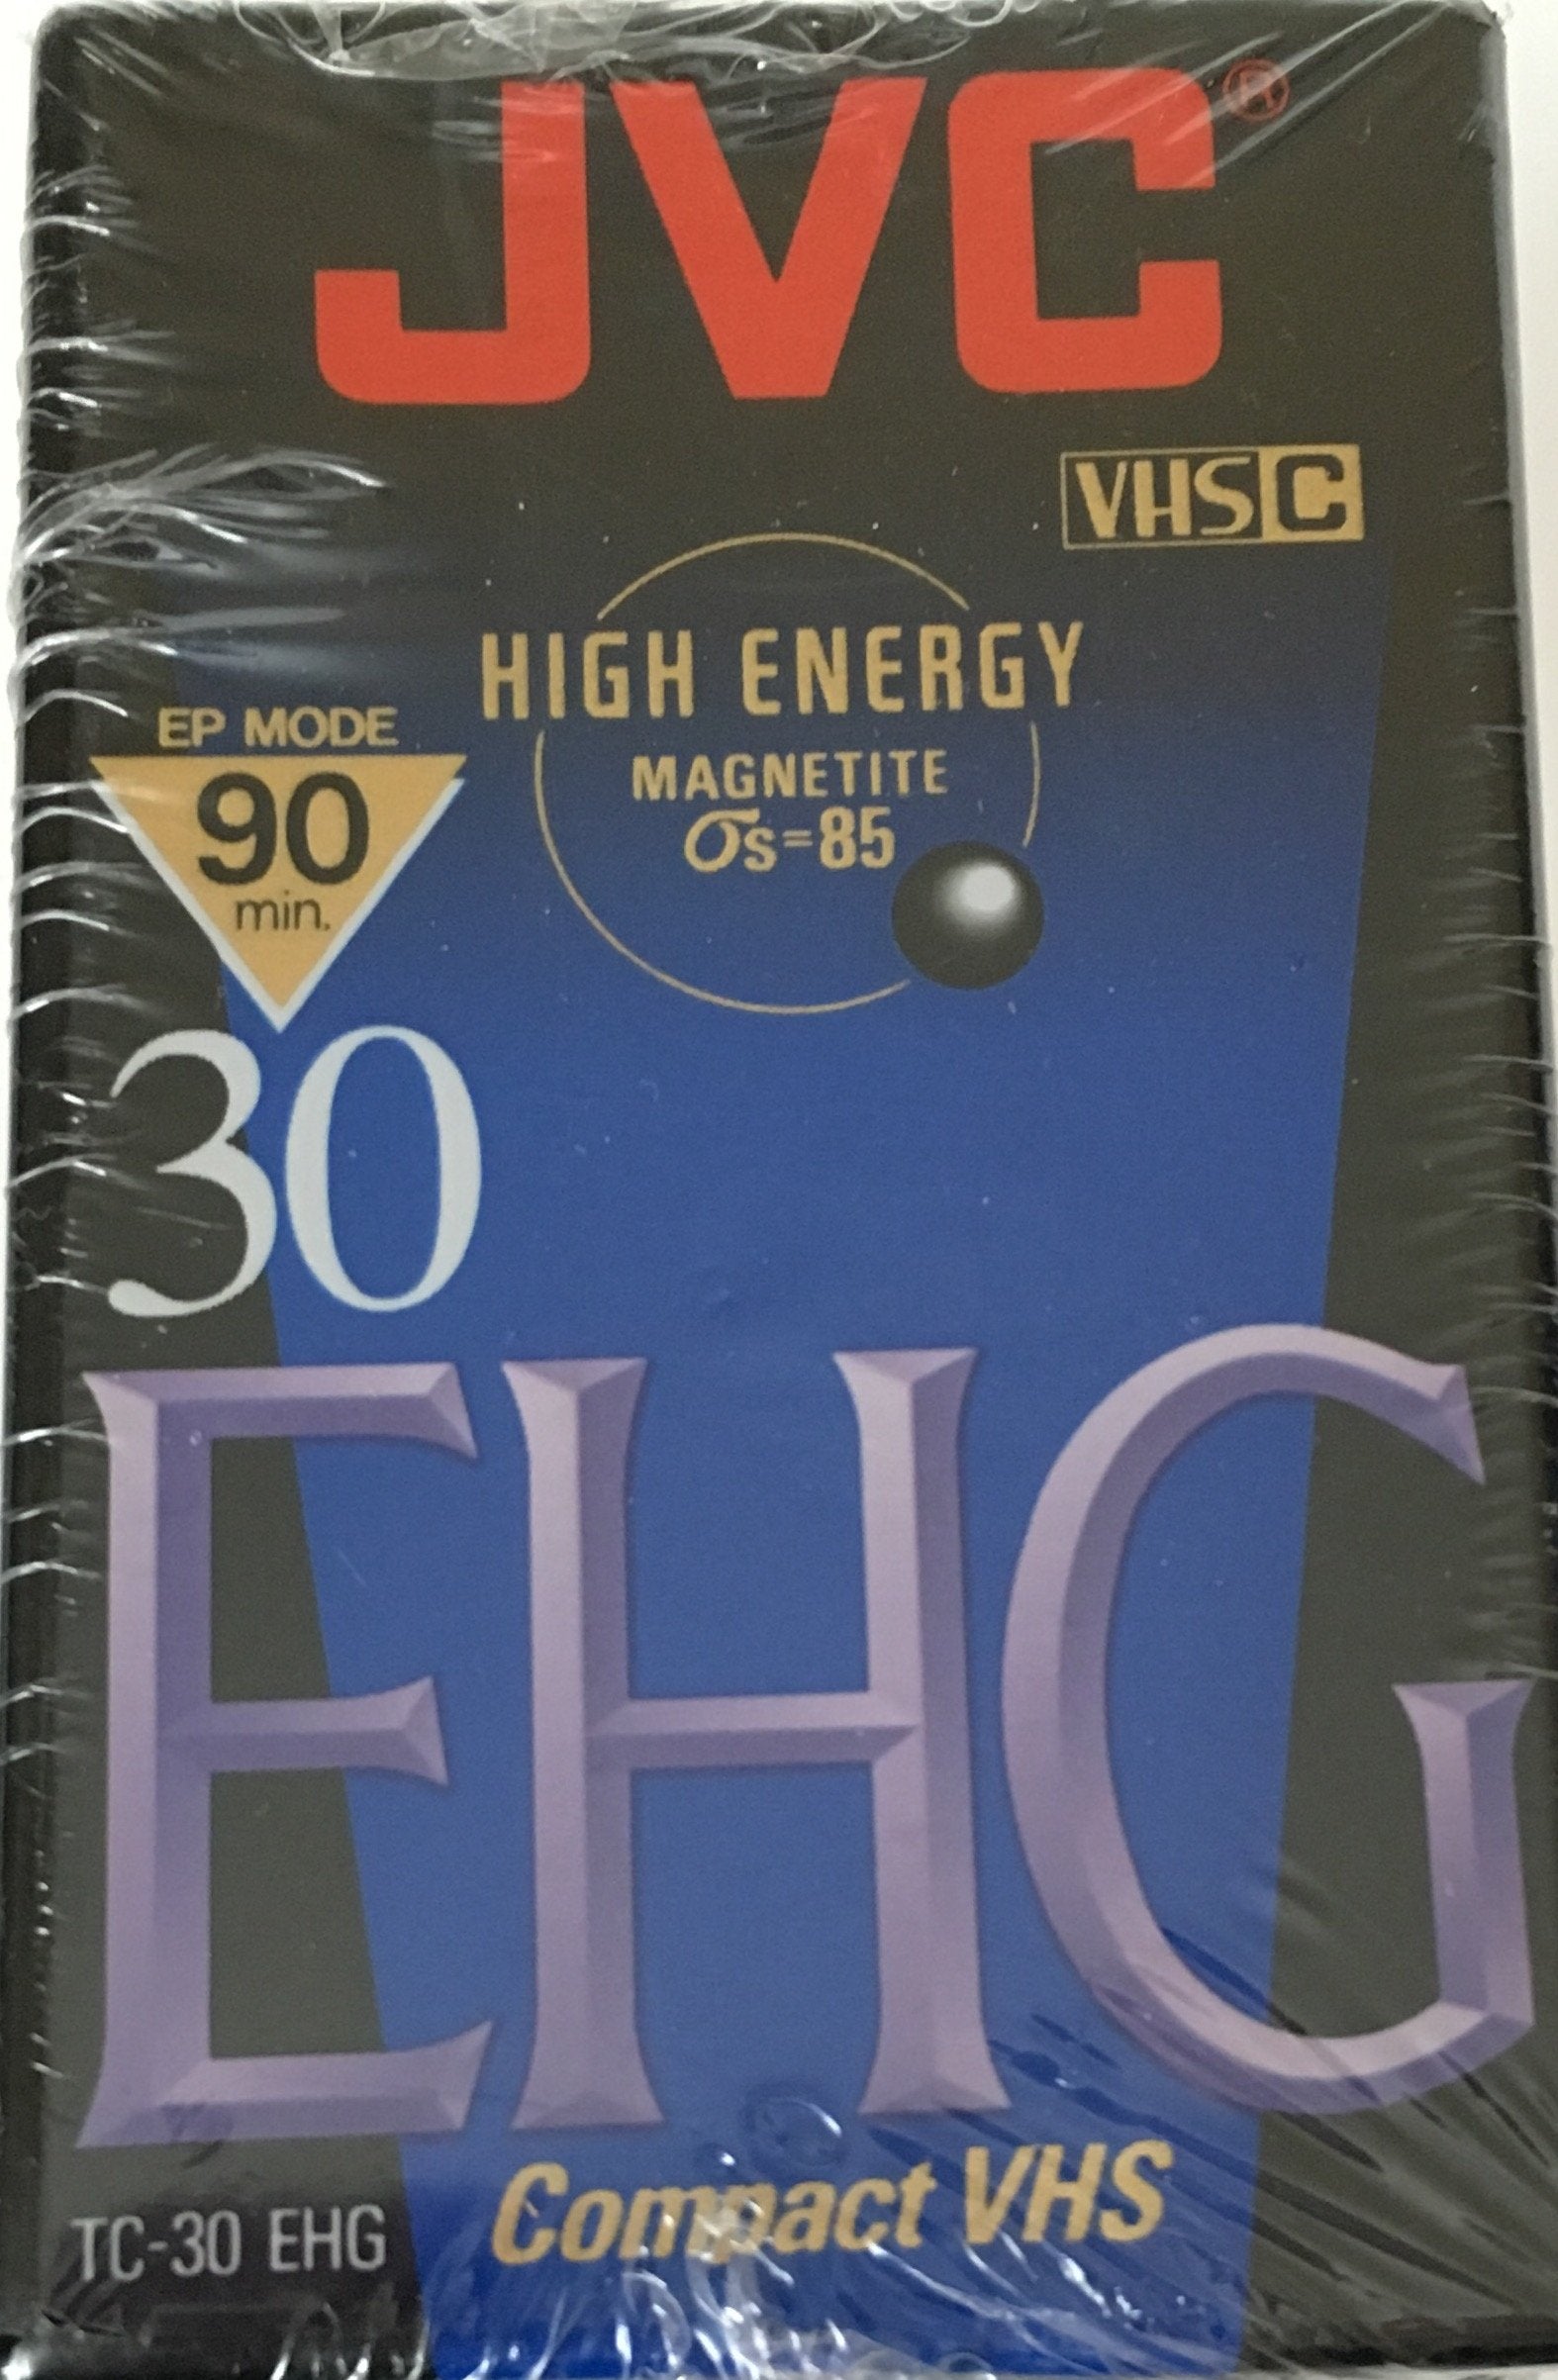 JVC®
VHS C
HIGH ENERGY
MAGNETITE
σs=85
EP MODE
90
min.
30
EHG
Compact VHS
TC-30 EHG